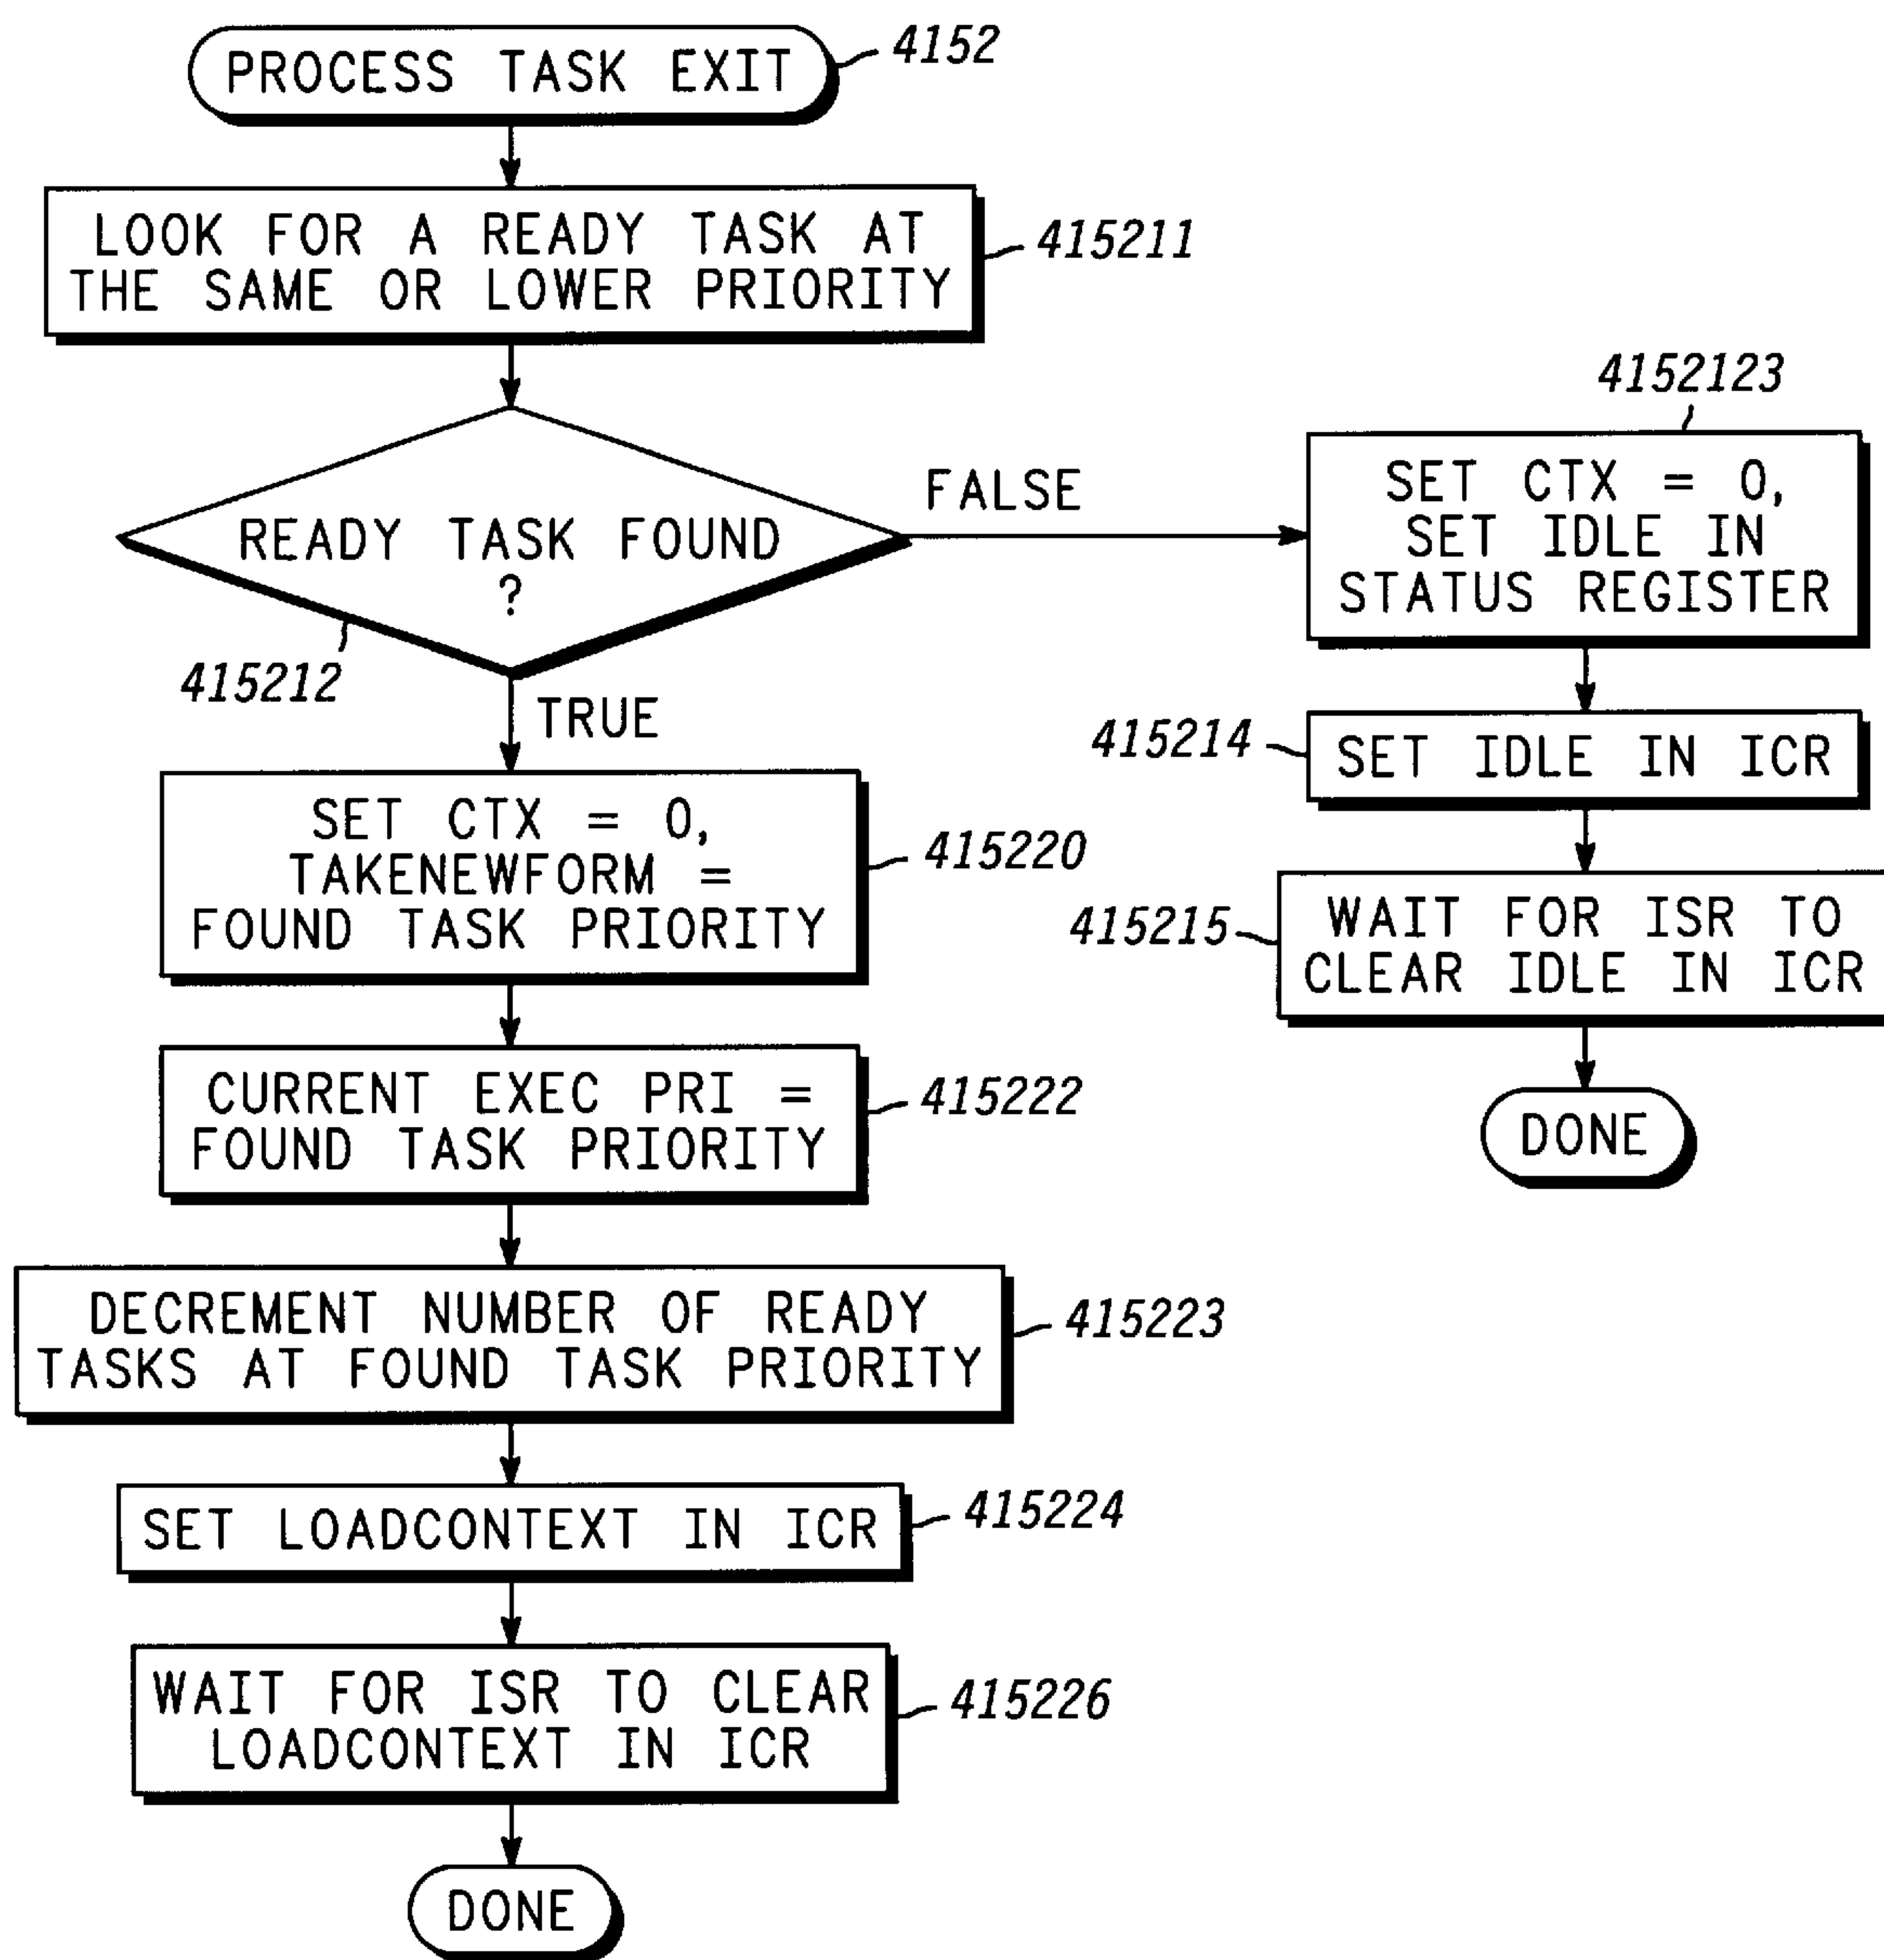 PROCESS TASK EXIT
4152
LOOK FOR A READY TASK AT
THE SAME OR LOWER PRIORITY
415211
READY TASK FOUND
?
415212
FALSE
TRUE
4152123
SET CTX = 0,
SET IDLE IN
STATUS REGISTER
415214
SET IDLE IN ICR
415215
WAIT FOR ISR TO
CLEAR IDLE IN ICR
DONE
SET CTX = 0,
TAKENEWFORM =
FOUND TASK PRIORITY
415220
CURRENT EXEC PRI =
FOUND TASK PRIORITY
415222
DECREMENT NUMBER OF READY
TASKS AT FOUND TASK PRIORITY
415223
SET LOADCONTEXT IN ICR
415224
WAIT FOR ISR TO CLEAR
LOADCONTEXT IN ICR
415226
DONE